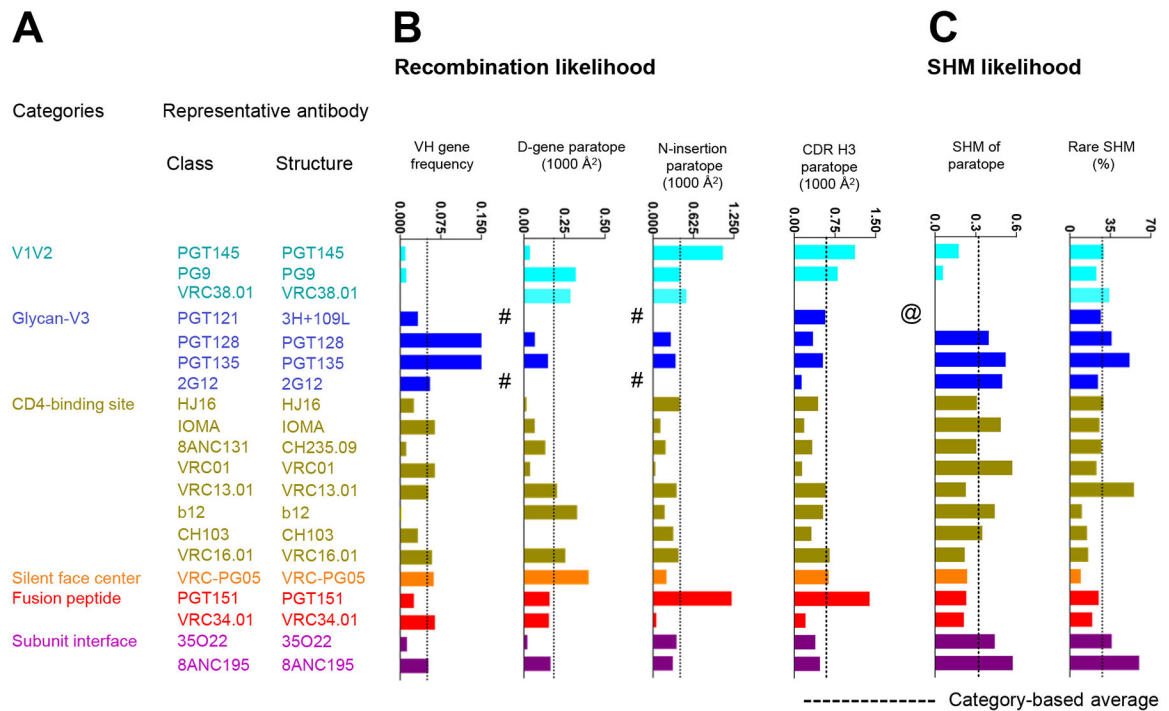 A
B
C
Recombination likelihood
SHM likelihood
Categories
Representative antibody
Class
Structure
VH gene
frequency
D-gene paratope
(1000 Å2)
N-insertion
paratope
(1000 Å2)
CDR H3
paratope
(1000 Å2)
SHM of
paratope
Rare SHM
(%)
0.000 0.075 0.150
0.00 0.25 0.50
0.000 0.625 1.250
0.00 0.75 1.50
0.0 0.3 0.6
0 35 70
V1V2 PGT145 PGT145
PG9 PG9
VRC38.01 VRC38.01
Glycan-V3 PGT121 3H+109L # # @
PGT128 PGT128
PGT135 PGT135
2G12 2G12 # #
CD4-binding site HJ16 HJ16
IOMA IOMA
8ANC131 CH235.09
VRC01 VRC01
VRC13.01 VRC13.01
b12 b12
CH103 CH103
VRC16.01 VRC16.01
Silent face center VRC-PG05 VRC-PG05
Fusion peptide PGT151 PGT151
VRC34.01 VRC34.01
Subunit interface 35O22 35O22
8ANC195 8ANC195
Category-based average